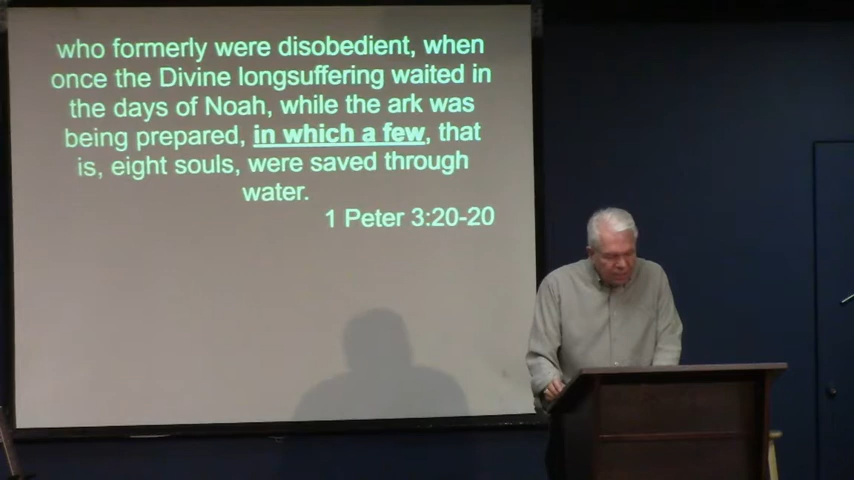 who formerly were disobedient, when
once the Divine longsuffering waited in
the days of Noah, while the ark was
being prepared, in which a few, that
is, eight souls, were saved through
water.
1 Peter 3:20-20